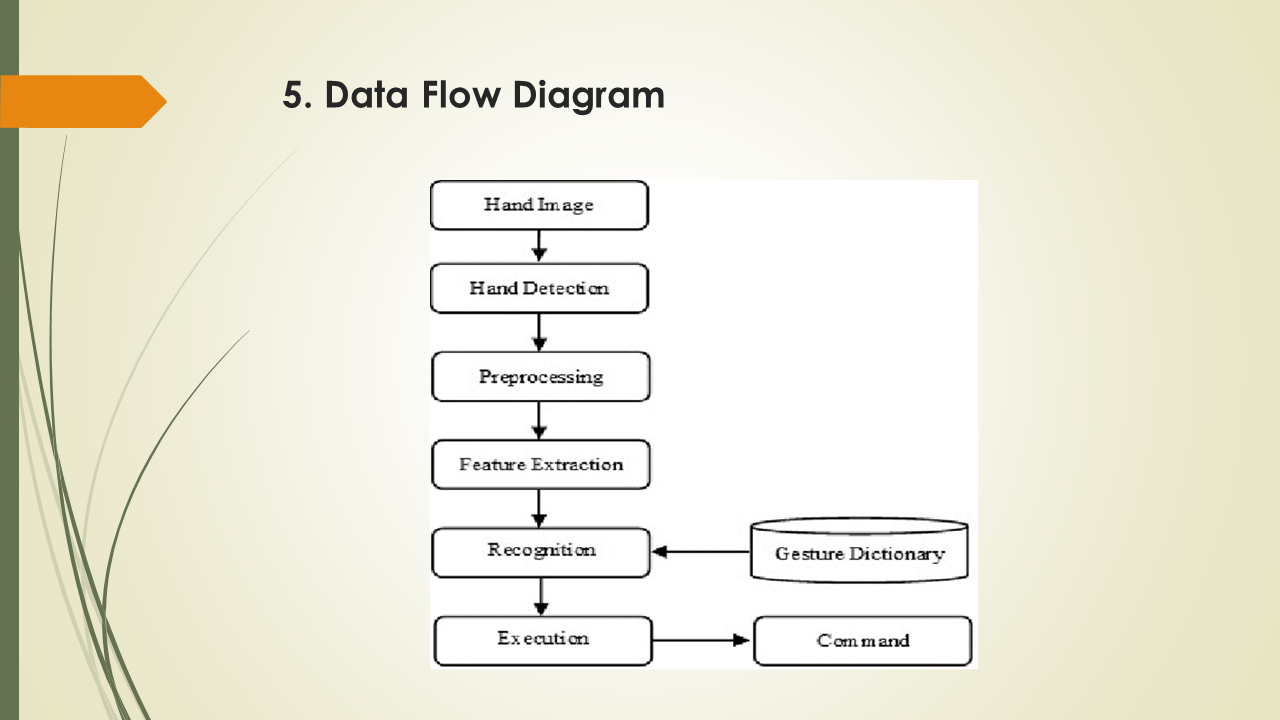 5. Data Flow Diagram
Hand Image
Hand Detection
Preprocessing
Feature Extraction
Recognition
Gesture Dictionary
Execution
Command